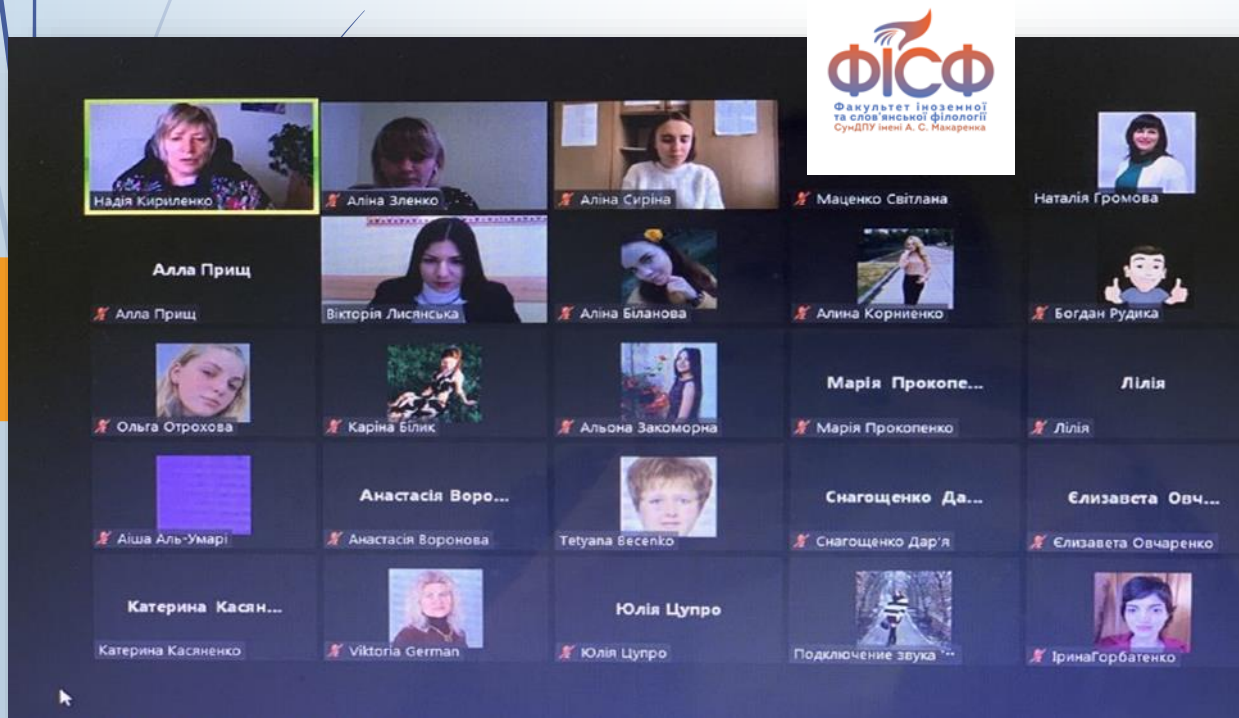 ФІСФ
Факультет іноземної
та слов'янської філології
СумДПУ імені А. С. Макаренка
Надія Кириленко
Аліна Зленко
Аліна Сиріна
Маценко Світлана
Наталія Громова
Алла Прищ
Алла Прищ
Вікторія Лисянська
Аліна Біланова
Алина Корниенко
Богдан Рудика
Ольга Отрохова
Каріна Білик
Альона Закоморна
Марія Прокопе...
Марія Прокопенко
Лілія
Лілія
Аіша Аль-Умарі
Анастасія Воро...
Анастасія Воронова
Tetyana Becenko
Снагощенко Да...
Снагощенко Дар'я
Єлизавета Овч...
Єлизавета Овчаренко
Катерина Касян...
Катерина Касяненко
Viktoria German
Юлія Цупро
Юлія Цупро
Подключение звука ...
ІринаГорбатенко